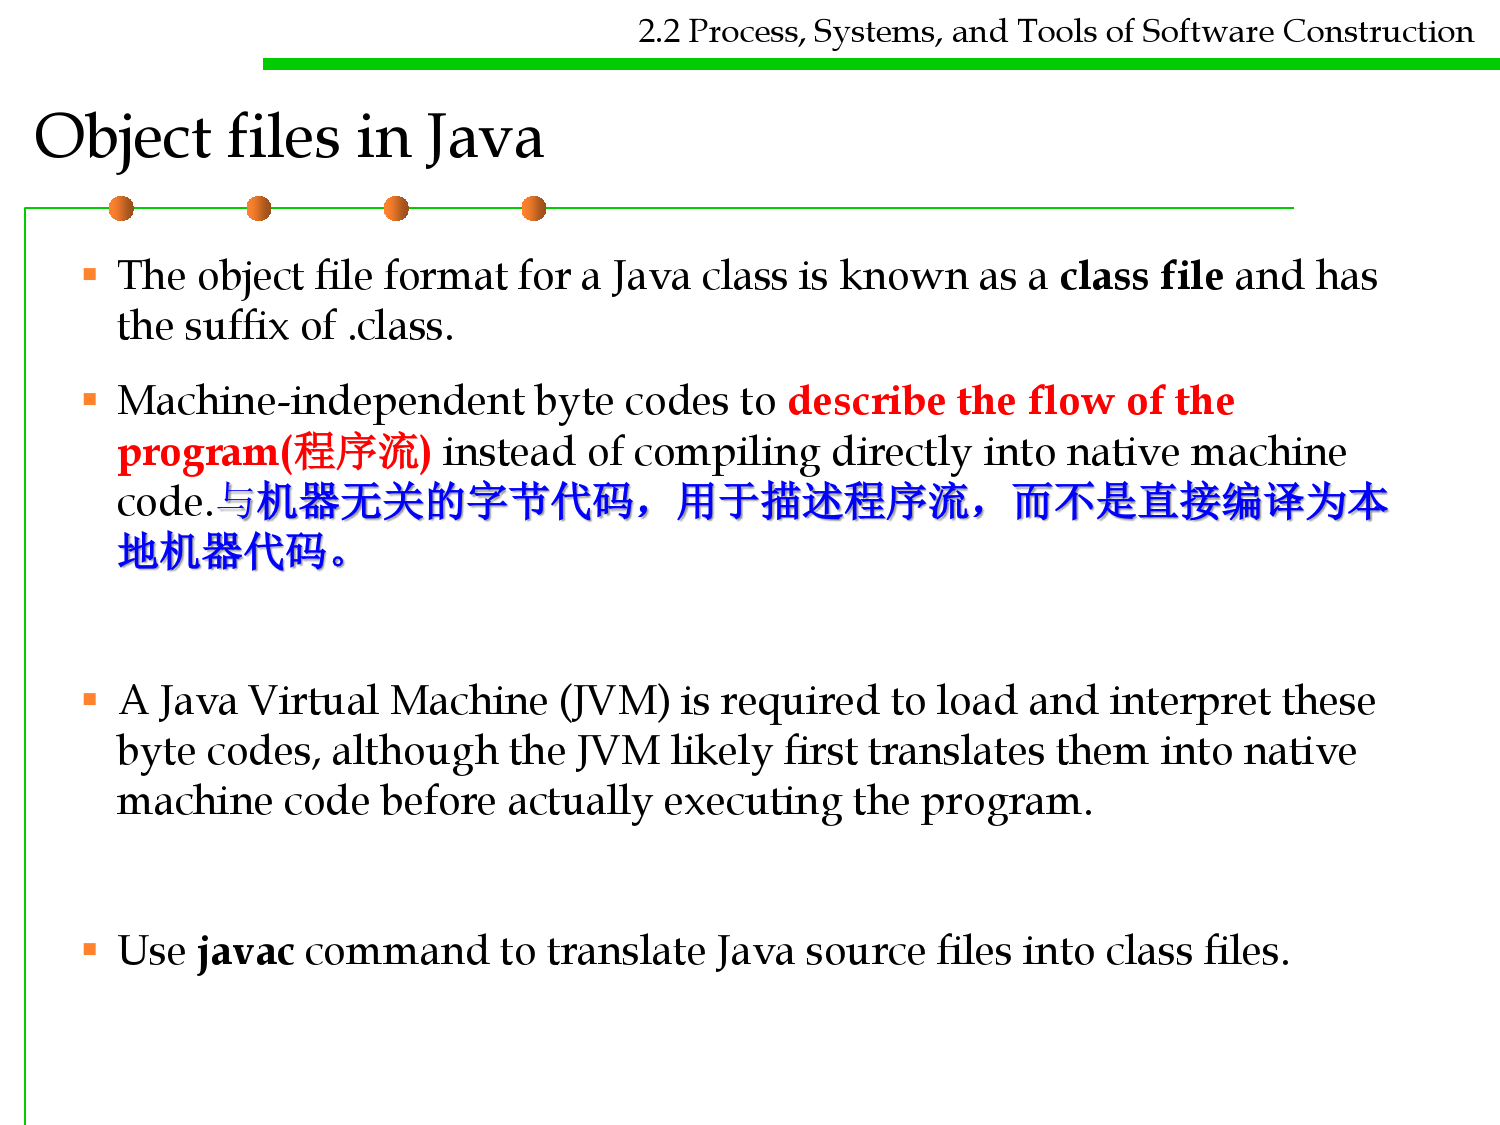 2.2 Process, Systems, and Tools of Software Construction
Object files in Java
▪ The object file format for a Java class is known as a class file and has
the suffix of .class.
▪ Machine-independent byte codes to describe the flow of the
program(程序流) instead of compiling directly into native machine
code.与机器无关的字节代码，用于描述程序流，而不是直接编译为本
地机器代码。
▪ A Java Virtual Machine (JVM) is required to load and interpret these
byte codes, although the JVM likely first translates them into native
machine code before actually executing the program.
▪ Use javac command to translate Java source files into class files.